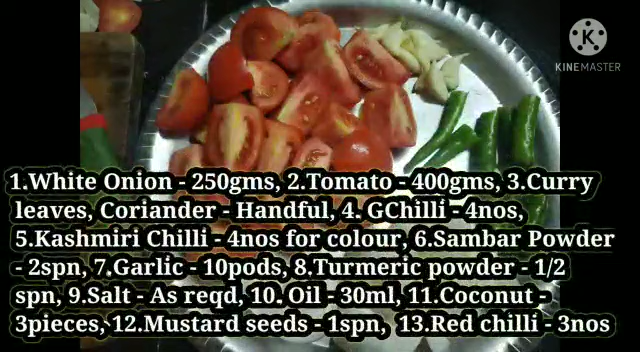 KINEMASTER
1.White Onion - 250gms, 2.Tomato - 400gms, 3.Curry
leaves, Coriander - Handful, 4. GChilli - 4nos,
5.Kashmiri Chilli - 4nos for colour, 6.Sambar Powder
- 2spn, 7.Garlic - 10pods, 8.Turmeric powder - 1/2
spn, 9.Salt - As reqd, 10. Oil - 30ml, 11.Coconut -
3pieces, 12.Mustard seeds - 1spn, 13.Red chilli - 3nos